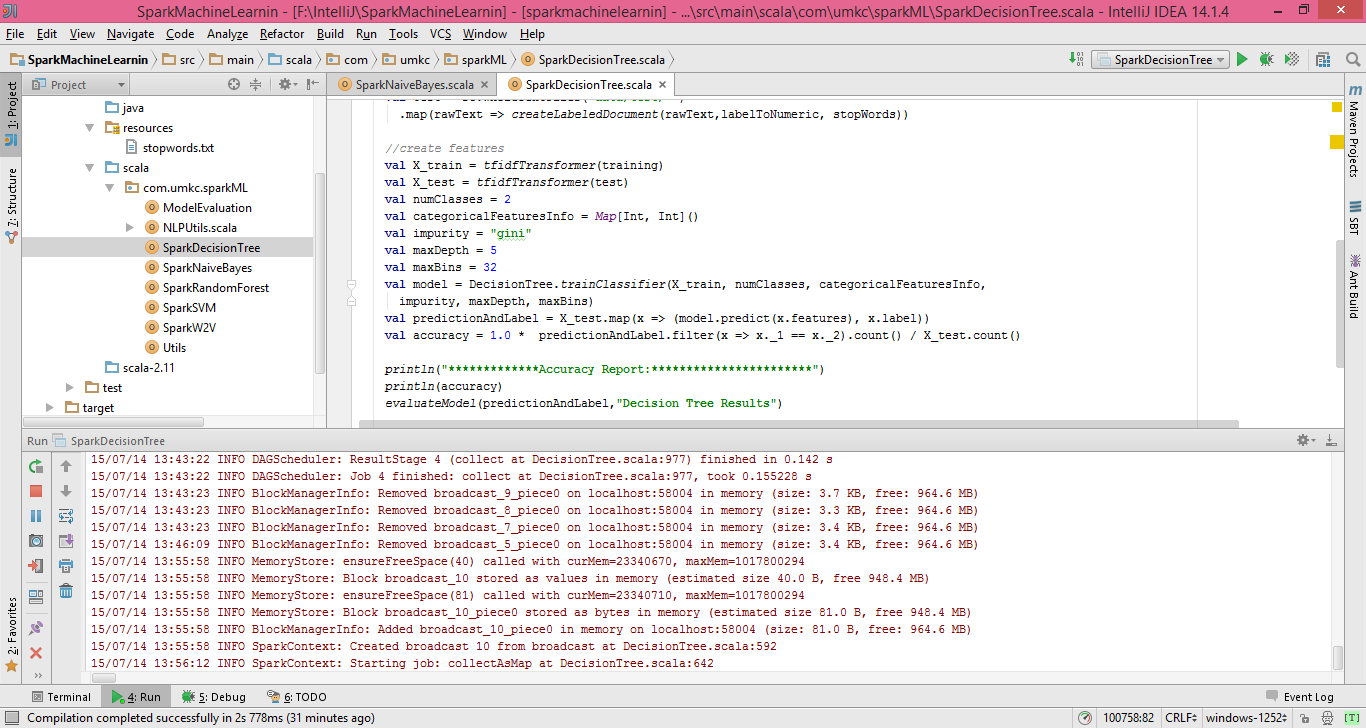 SparkMachineLearnin - [F:\IntelliJ\SparkMachineLearnin] - [sparkmachinelearnin] - ...\src\main\scala\com\umkc\sparkML\SparkDecisionTree.scala - IntelliJ IDEA 14.1.4
File Edit View Navigate Code Analyze Refactor Build Run Tools VCS Window Help
SparkMachineLearnin src main scala com umkc sparkML SparkDecisionTree.scala SparkDecisionTree
Project SparkNaiveBayes.scala SparkDecisionTree.scala
1: Project
7: Structure
2: Favorites
java
resources
stopwords.txt
scala
com.umkc.sparkML
ModelEvaluation
NLPUtils.scala
SparkDecisionTree
SparkNaiveBayes
SparkRandomForest
SparkSVM
SparkW2V
Utils
scala-2.11
test
target
.map(rawText => createLabeledDocument(rawText,labelToNumeric, stopWords))
//create features
val X_train = tfidfTransformer(training)
val X_test = tfidfTransformer(test)
val numClasses = 2
val categoricalFeaturesInfo = Map[Int, Int]()
val impurity = "gini"
val maxDepth = 5
val maxBins = 32
val model = DecisionTree.trainClassifier(X_train, numClasses, categoricalFeaturesInfo,
impurity, maxDepth, maxBins)
val predictionAndLabel = X_test.map(x => (model.predict(x.features), x.label))
val accuracy = 1.0 *  predictionAndLabel.filter(x => x._1 == x._2).count() / X_test.count()
println("*************Accuracy Report:***********************")
println(accuracy)
evaluateModel(predictionAndLabel,"Decision Tree Results")
Maven Projects
SBT
Ant Build
Run SparkDecisionTree
15/07/14 13:43:22 INFO DAGScheduler: ResultStage 4 (collect at DecisionTree.scala:977) finished in 0.142 s
15/07/14 13:43:22 INFO DAGScheduler: Job 4 finished: collect at DecisionTree.scala:977, took 0.155228 s
15/07/14 13:43:23 INFO BlockManagerInfo: Removed broadcast_9_piece0 on localhost:58004 in memory (size: 3.7 KB, free: 964.6 MB)
15/07/14 13:43:23 INFO BlockManagerInfo: Removed broadcast_8_piece0 on localhost:58004 in memory (size: 3.3 KB, free: 964.6 MB)
15/07/14 13:43:23 INFO BlockManagerInfo: Removed broadcast_7_piece0 on localhost:58004 in memory (size: 3.4 KB, free: 964.6 MB)
15/07/14 13:46:09 INFO BlockManagerInfo: Removed broadcast_5_piece0 on localhost:58004 in memory (size: 3.4 KB, free: 964.6 MB)
15/07/14 13:55:58 INFO MemoryStore: ensureFreeSpace(40) called with curMem=23340670, maxMem=1017800294
15/07/14 13:55:58 INFO MemoryStore: Block broadcast_10 stored as values in memory (estimated size 40.0 B, free 948.4 MB)
15/07/14 13:55:58 INFO MemoryStore: ensureFreeSpace(81) called with curMem=23340710, maxMem=1017800294
15/07/14 13:55:58 INFO MemoryStore: Block broadcast_10_piece0 stored as bytes in memory (estimated size 81.0 B, free 948.4 MB)
15/07/14 13:55:58 INFO BlockManagerInfo: Added broadcast_10_piece0 in memory on localhost:58004 (size: 81.0 B, free: 964.6 MB)
15/07/14 13:55:58 INFO SparkContext: Created broadcast 10 from broadcast at DecisionTree.scala:592
15/07/14 13:56:12 INFO SparkContext: Starting job: collectAsMap at DecisionTree.scala:642
Terminal 4: Run 5: Debug 6: TODO Event Log
Compilation completed successfully in 2s 778ms (31 minutes ago) 100758:82 CRLF windows-1252 [T]